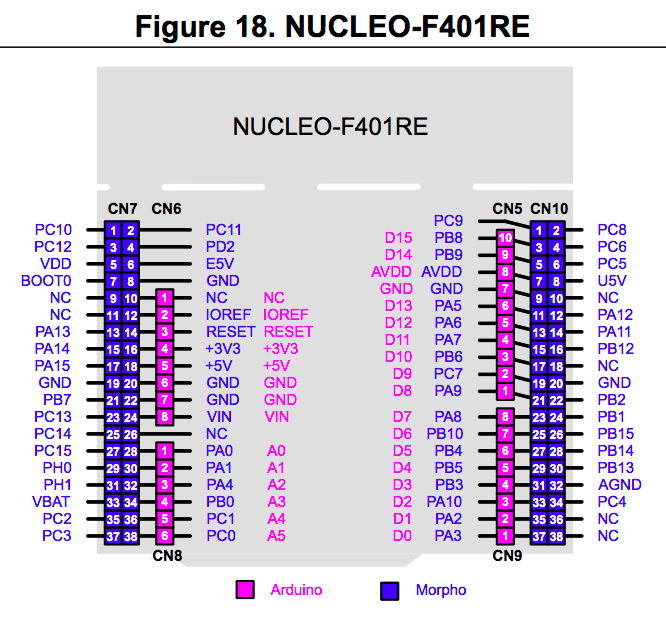 Figure 18. NUCLEO-F401RE
NUCLEO-F401RE
CN7 CN6 CN5 CN10
PC9 1 2 PC8
PC10 1 2 PC11 D15 PB8 10 3 4 PC6
PC12 3 4 PD2 D14 PB9 9 5 6 PC5
VDD 5 6 E5V AVDD AVDD 8 7 8 U5V
BOOT0 7 8 GND GND GND 7 9 10 NC
NC 9 10 1 NC NC D13 PA5 6 11 12 PA12
NC 11 12 2 IOREF IOREF D12 PA6 5 13 14 PA11
PA13 13 14 3 RESET RESET D11 PA7 4 15 16 PB12
PA14 15 16 4 +3V3 +3V3 D10 PB6 3 17 18 NC
PA15 17 18 5 +5V +5V D9 PC7 2 19 20 GND
GND 19 20 6 GND GND D8 PA9 1 21 22 PB2
PB7 21 22 7 GND GND
PC13 23 24 8 VIN VIN D7 PA8 8 23 24 PB1
PC14 25 26 NC D6 PB10 7 25 26 PB15
PC15 27 28 1 PA0 A0 D5 PB4 6 27 28 PB14
PH0 29 30 2 PA1 A1 D4 PB5 5 29 30 PB13
PH1 31 32 3 PA4 A2 D3 PB3 4 31 32 AGND
VBAT 33 34 4 PB0 A3 D2 PA10 3 33 34 PC4
PC2 35 36 5 PC1 A4 D1 PA2 2 35 36 NC
PC3 37 38 6 PC0 A5 D0 PA3 1 37 38 NC
CN8 CN9
Arduino Morpho